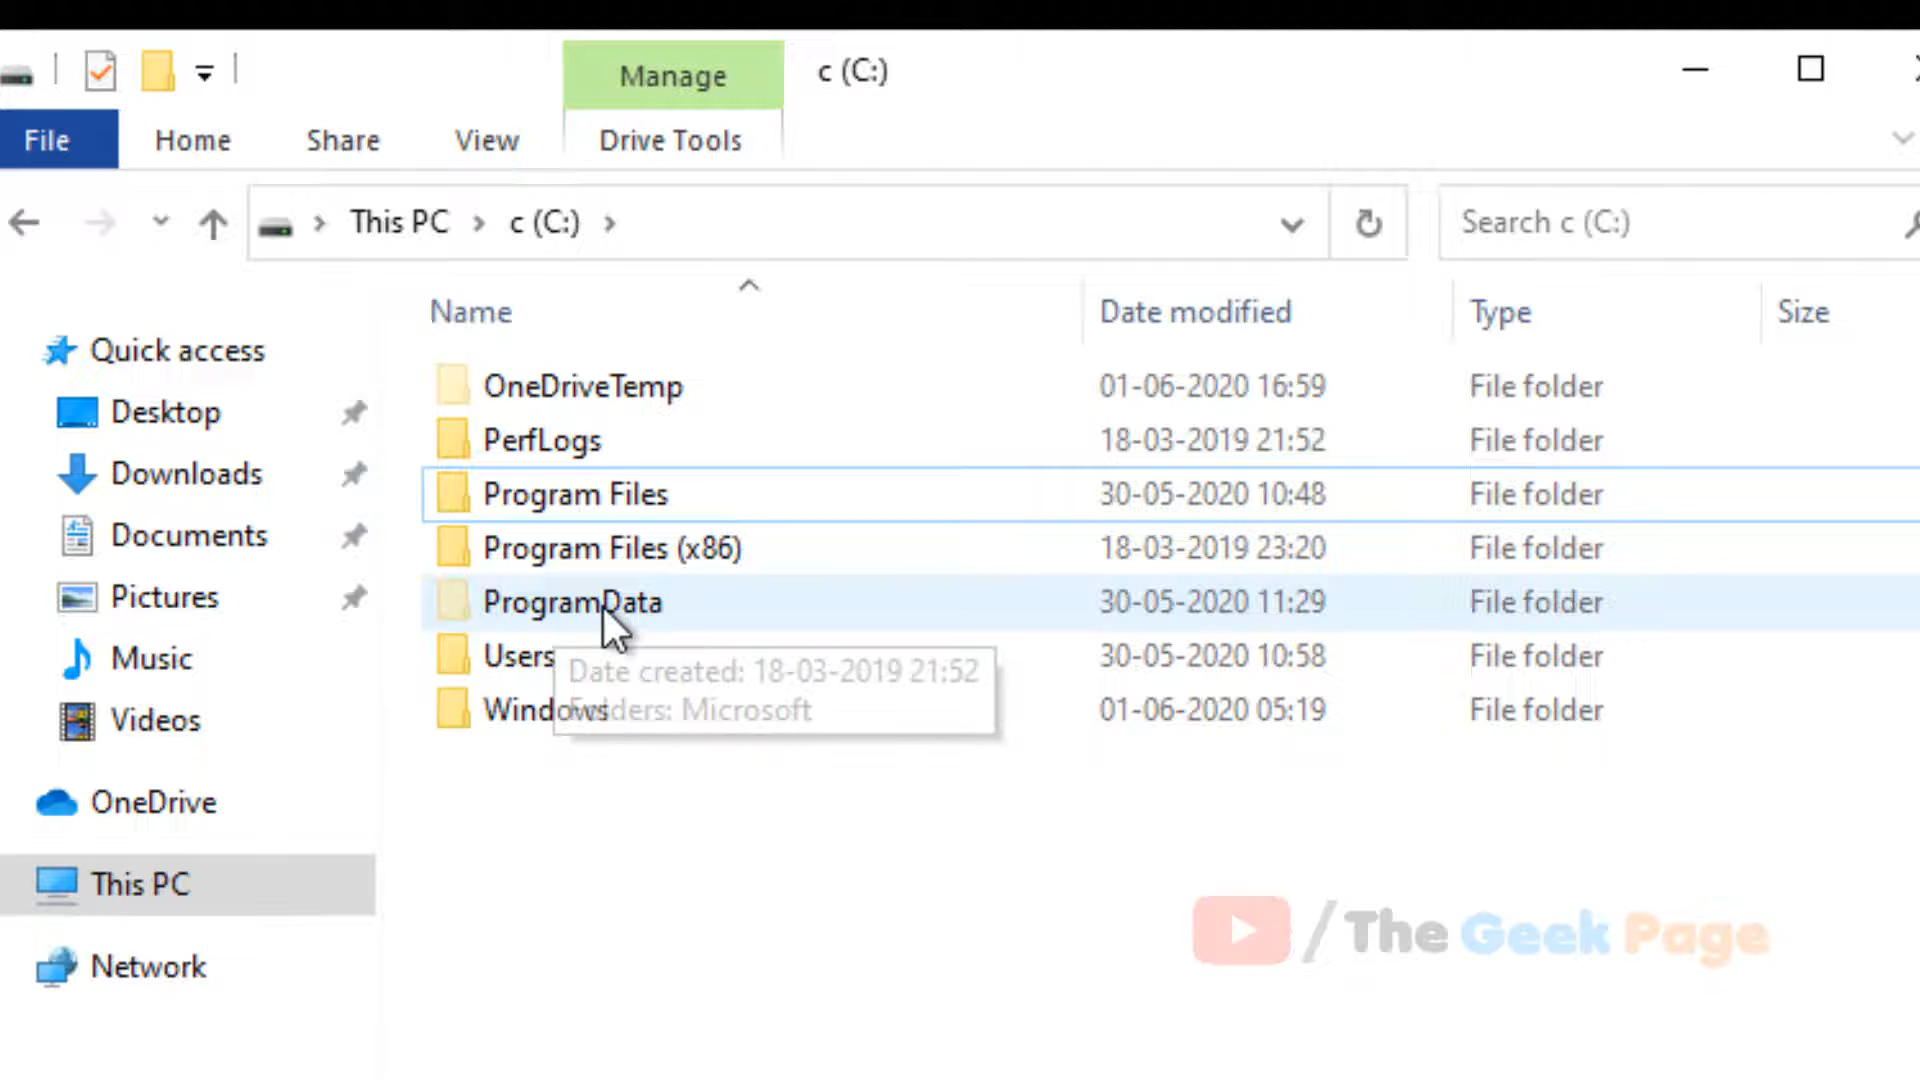 Manage
c (C:)
File
Home
Share
View
Drive Tools
This PC
c (C:)
Search c (C:)
Name
Date modified
Type
Size
Quick access
Desktop
Downloads
Documents
Pictures
Music
Videos
OneDrive
This PC
Network
OneDriveTemp 01-06-2020 16:59 File folder
PerfLogs 18-03-2019 21:52 File folder
Program Files 30-05-2020 10:48 File folder
Program Files (x86) 18-03-2019 23:20 File folder
ProgramData 30-05-2020 11:29 File folder
Users 30-05-2020 10:58 File folder
Windows 01-06-2020 05:19 File folder
Date created: 18-03-2019 21:52
Folders: Microsoft
/ The Geek Page